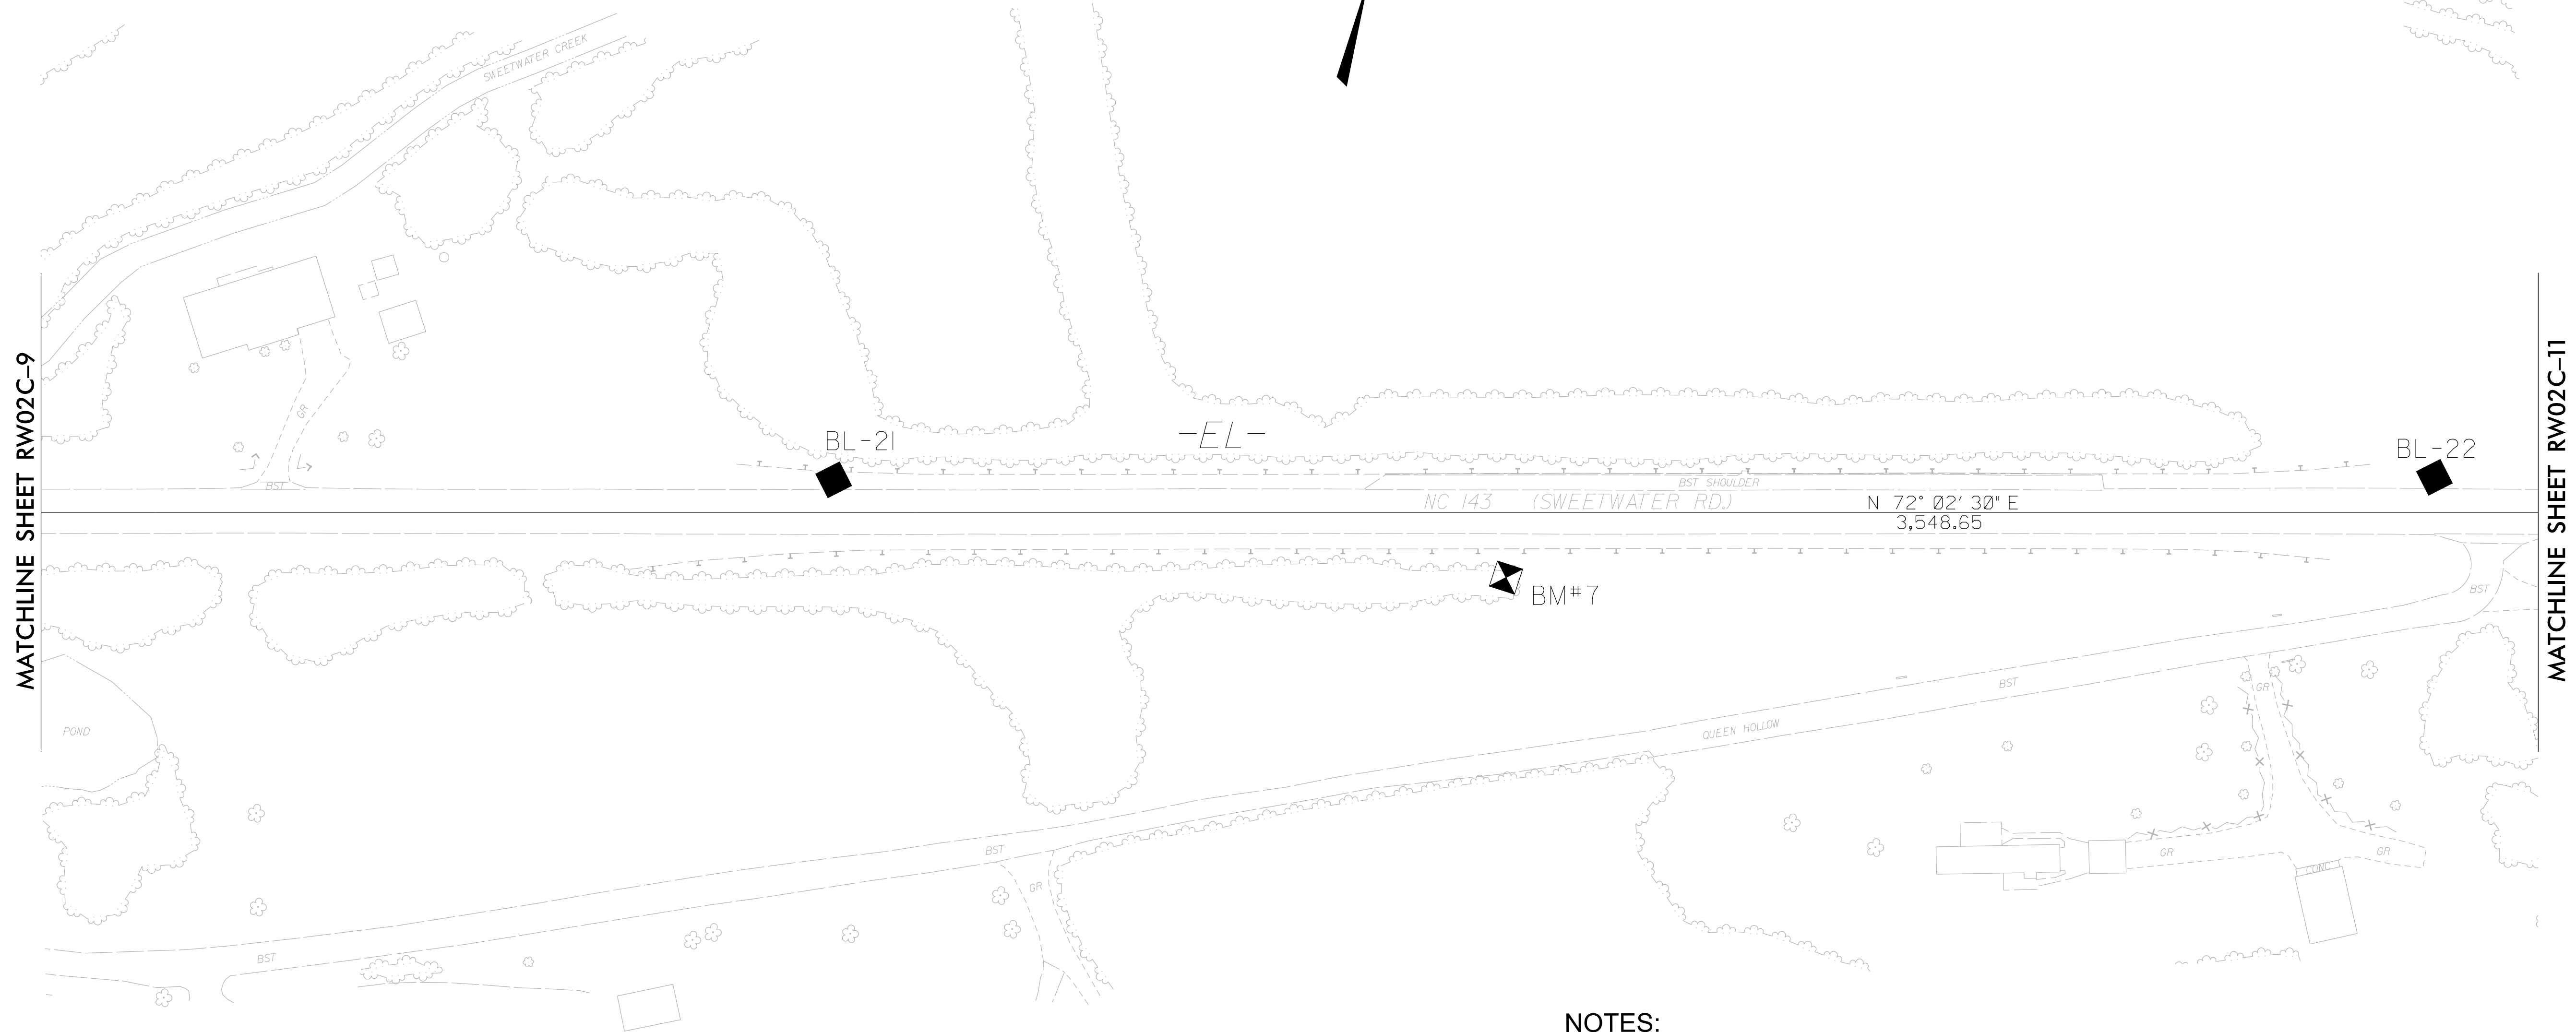 SWEETWATER CREEK
MATCHLINE SHEET RW02C-9
MATCHLINE SHEET RW02C-11
GR
BST
BL-21
-EL-
BL-22
BST SHOULDER
NC 143 (SWEETWATER RD.)
N 72° 02' 30" E
3,548.65
BM#7
BST
POND
BST
GR
QUEEN HOLLOW
BST
GR
BST
GR
GR
CONC
BST
NOTES: